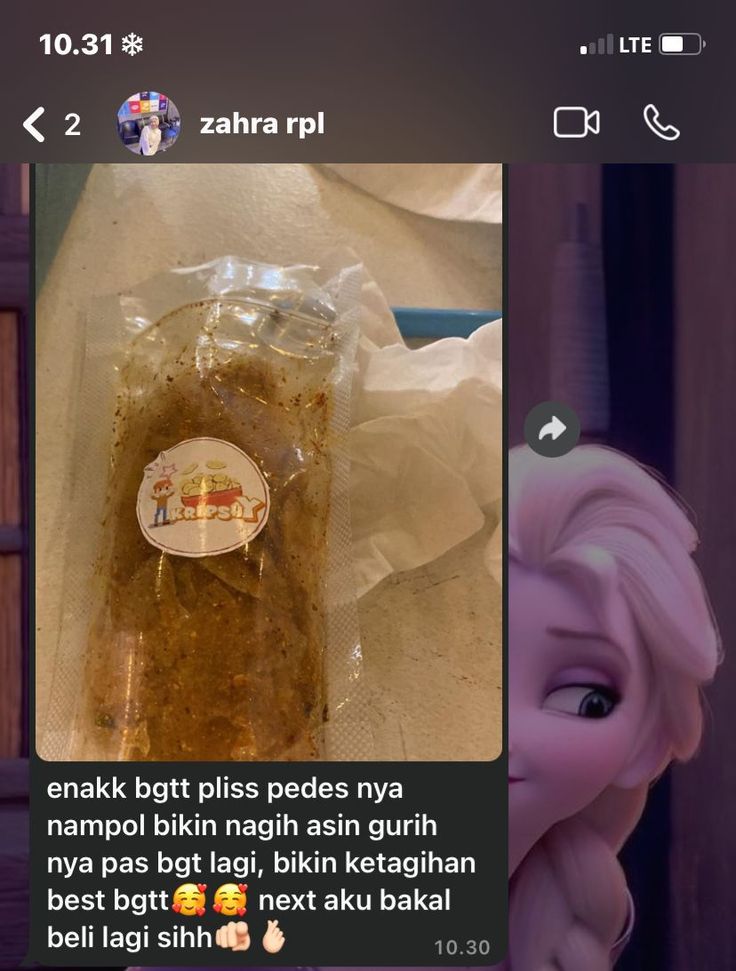 10.31
LTE
2
zahra rpl
KRIPSOY
enakk bgtt pliss pedes nya
nampol bikin nagih asin gurih
nya pas bgt lagi, bikin ketagihan
best bgtt🥰🥰 next aku bakal
beli lagi sihh🫵🏻🫰🏻
10.30